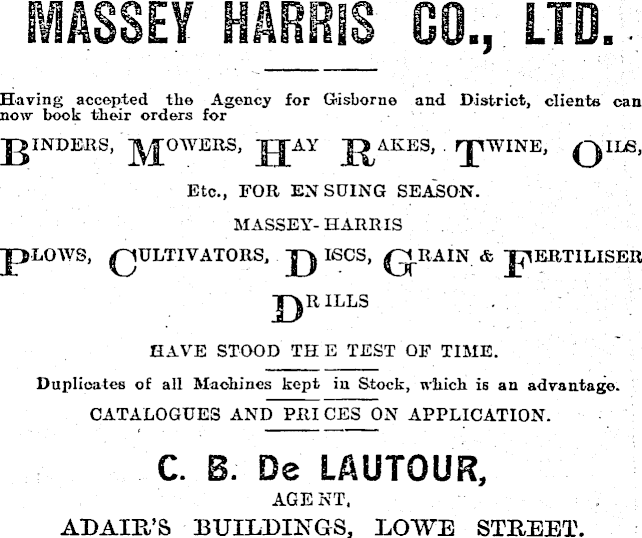 MASSEY HARRIS CO., LTD.
Having accepted the Agency for Gisborne and District, clients can
now book their orders for
BINDERS, MOWERS, HAY RAKES, TWINE, OILS,
Etc., FOR ENSUING SEASON.
MASSEY-HARRIS
PLOWS, CULTIVATORS, DISCS, GRAIN & FERTILISER
DRILLS
HAVE STOOD THE TEST OF TIME.
Duplicates of all Machines kept in Stock, which is an advantage.
CATALOGUES AND PRICES ON APPLICATION.
C. B. De LAUTOUR,
AGENT,
ADAIR'S BUILDINGS, LOWE STREET.